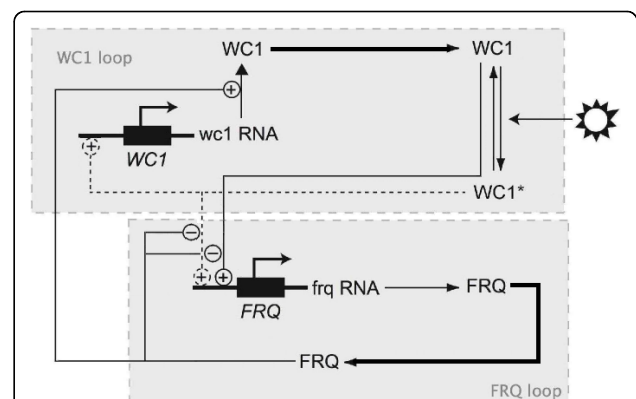 WC1 loop
WC1
WC1
wc1 RNA
WC1
WC1*
+
+
−
−
+
+
FRQ
frq RNA
FRQ
FRQ
FRQ loop